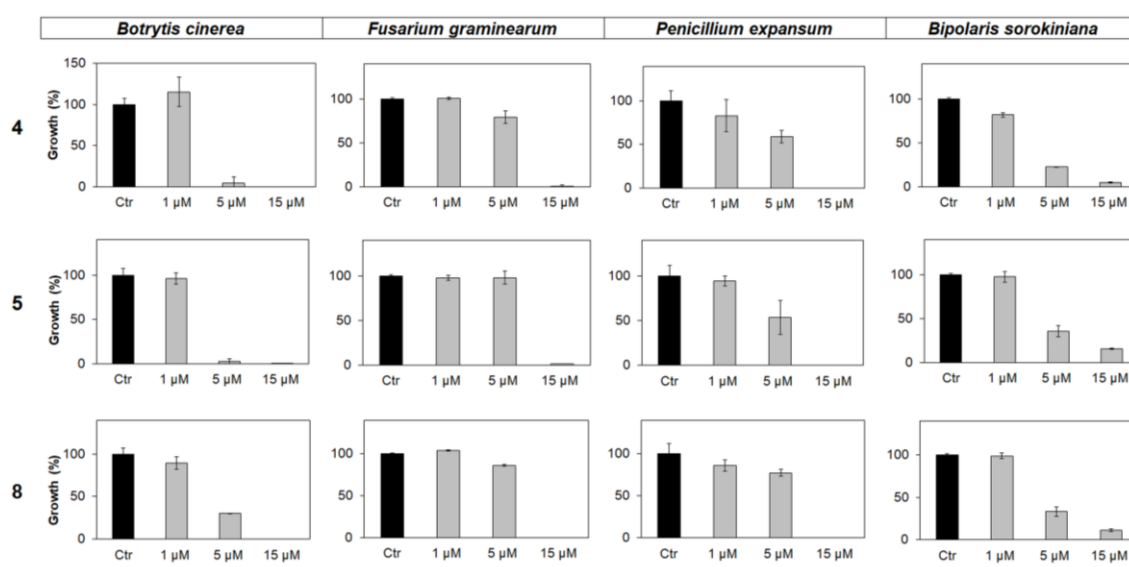 Botrytis cinerea Fusarium graminearum Penicillium expansum Bipolaris sorokiniana
4
Growth (%)
150
100
50
0
Ctr 1 µM 5 µM 15 µM
100
50
0
Ctr 1 µM 5 µM 15 µM
100
50
0
Ctr 1 µM 5 µM 15 µM
100
50
0
Ctr 1 µM 5 µM 15 µM
5
Growth (%)
100
50
0
Ctr 1 µM 5 µM 15 µM
100
50
0
Ctr 1 µM 5 µM 15 µM
100
50
0
Ctr 1 µM 5 µM 15 µM
100
50
0
Ctr 1 µM 5 µM 15 µM
8
Growth (%)
100
50
0
Ctr 1 µM 5 µM 15 µM
100
50
0
Ctr 1 µM 5 µM 15 µM
100
50
0
Ctr 1 µM 5 µM 15 µM
100
50
0
Ctr 1 µM 5 µM 15 µM